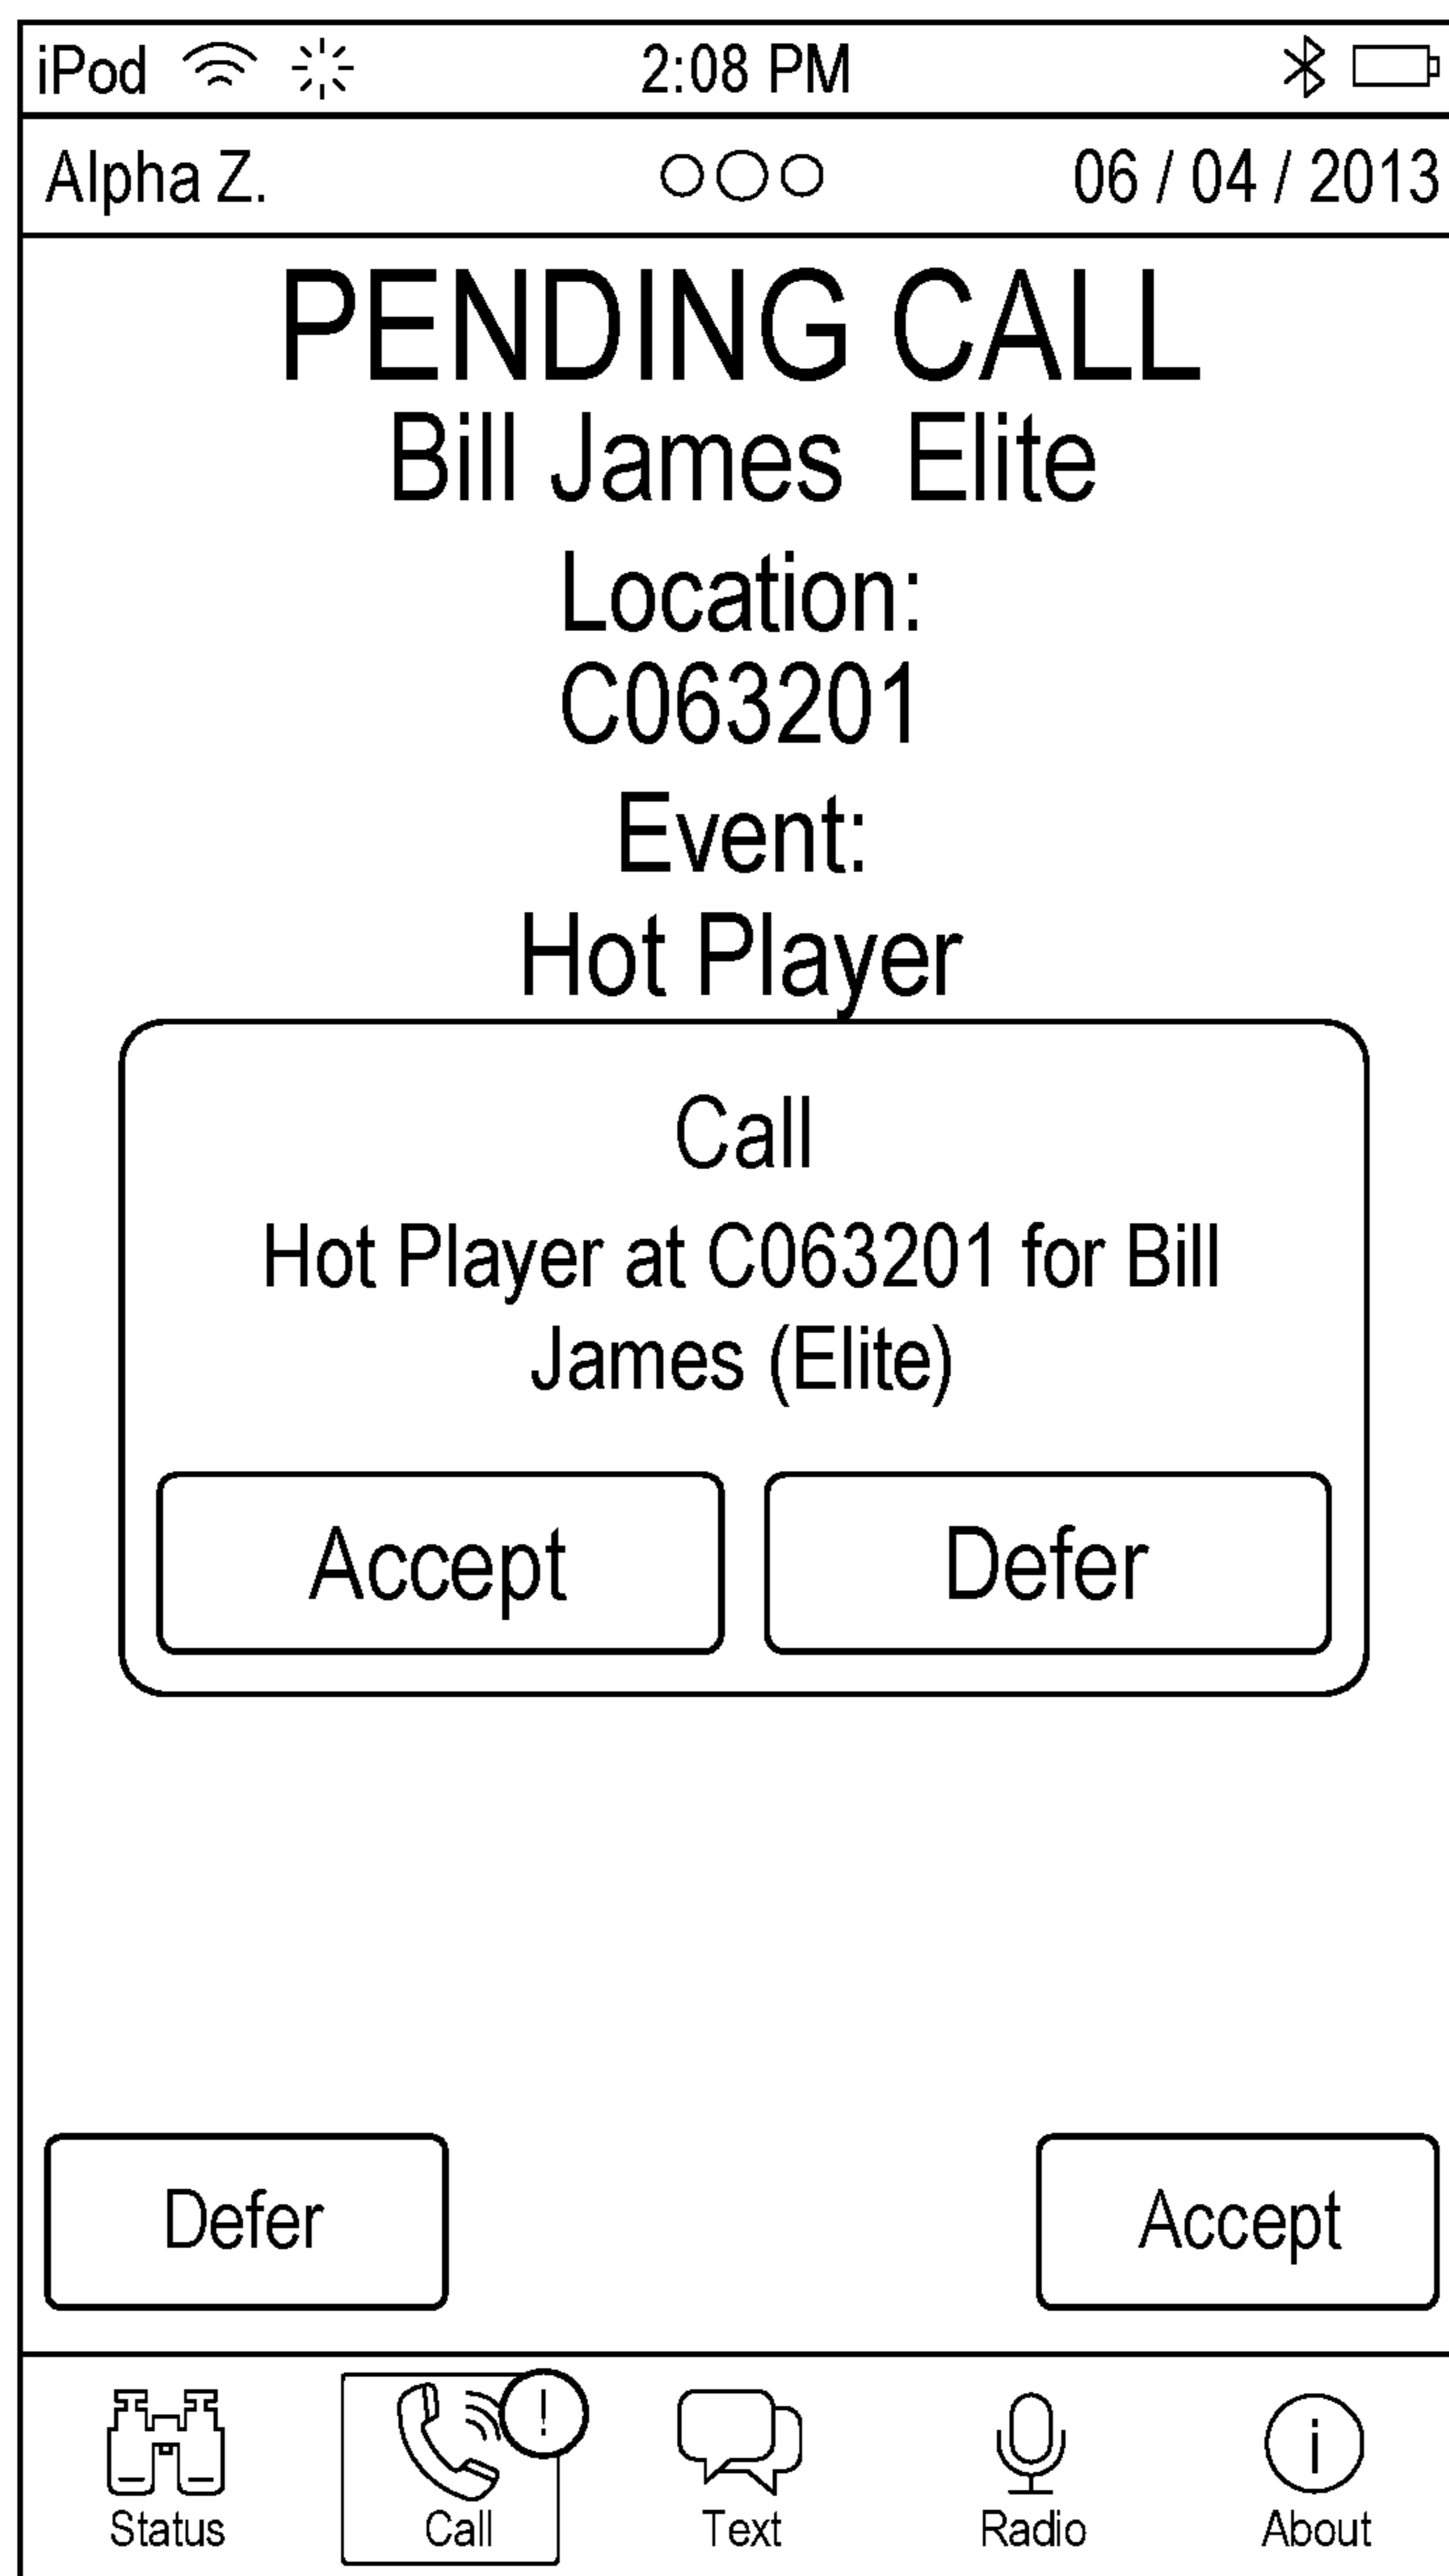 iPod 2:08 PM
Alpha Z. 06 / 04 / 2013
PENDING CALL
Bill James Elite
Location:
C063201
Event:
Hot Player
Call
Hot Player at C063201 for Bill
James (Elite)
Accept Defer
Defer Accept
!
i
Status Call Text Radio About